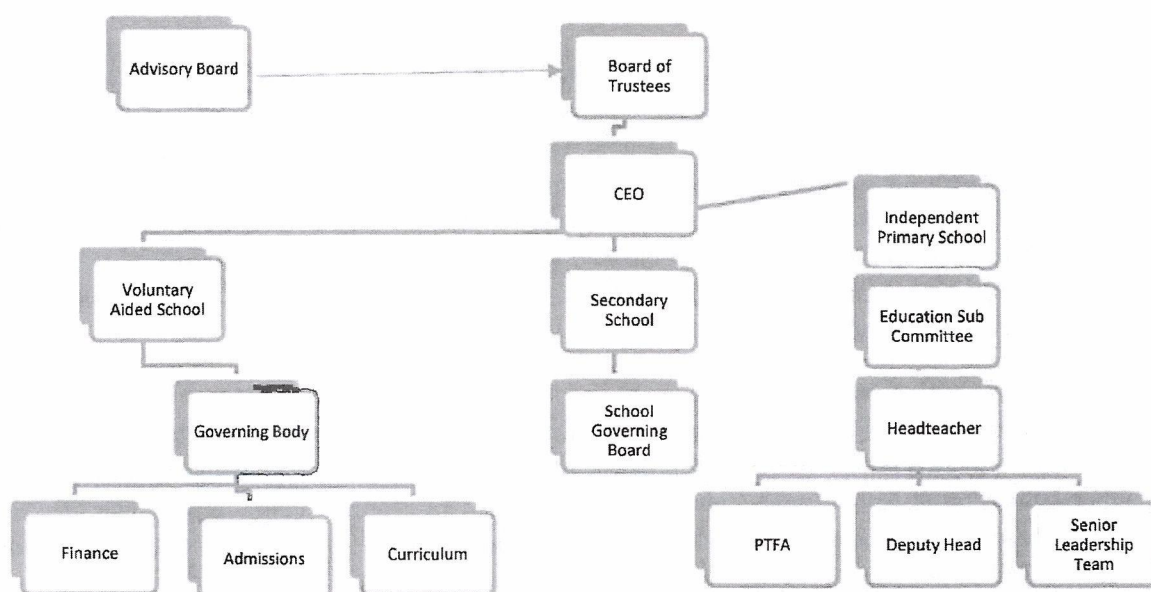 Advisory Board
Board of
Trustees
CEO
Independent
Primary School
Voluntary
Aided School
Secondary
School
Education Sub
Committee
Governing Body
School
Governing
Board
Headteacher
Finance
Admissions
Curriculum
PTFA
Deputy Head
Senior
Leadership
Team